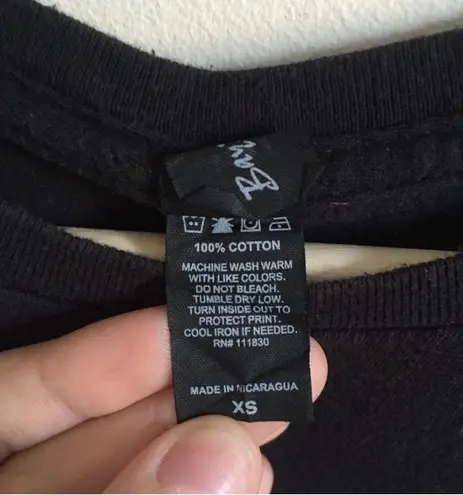 100% COTTON
MACHINE WASH WARM
WITH LIKE COLORS.
DO NOT BLEACH.
TUMBLE DRY LOW.
TURN INSIDE OUT TO
PROTECT PRINT.
COOL IRON IF NEEDED.
RN# 111830
MADE IN NICARAGUA
XS